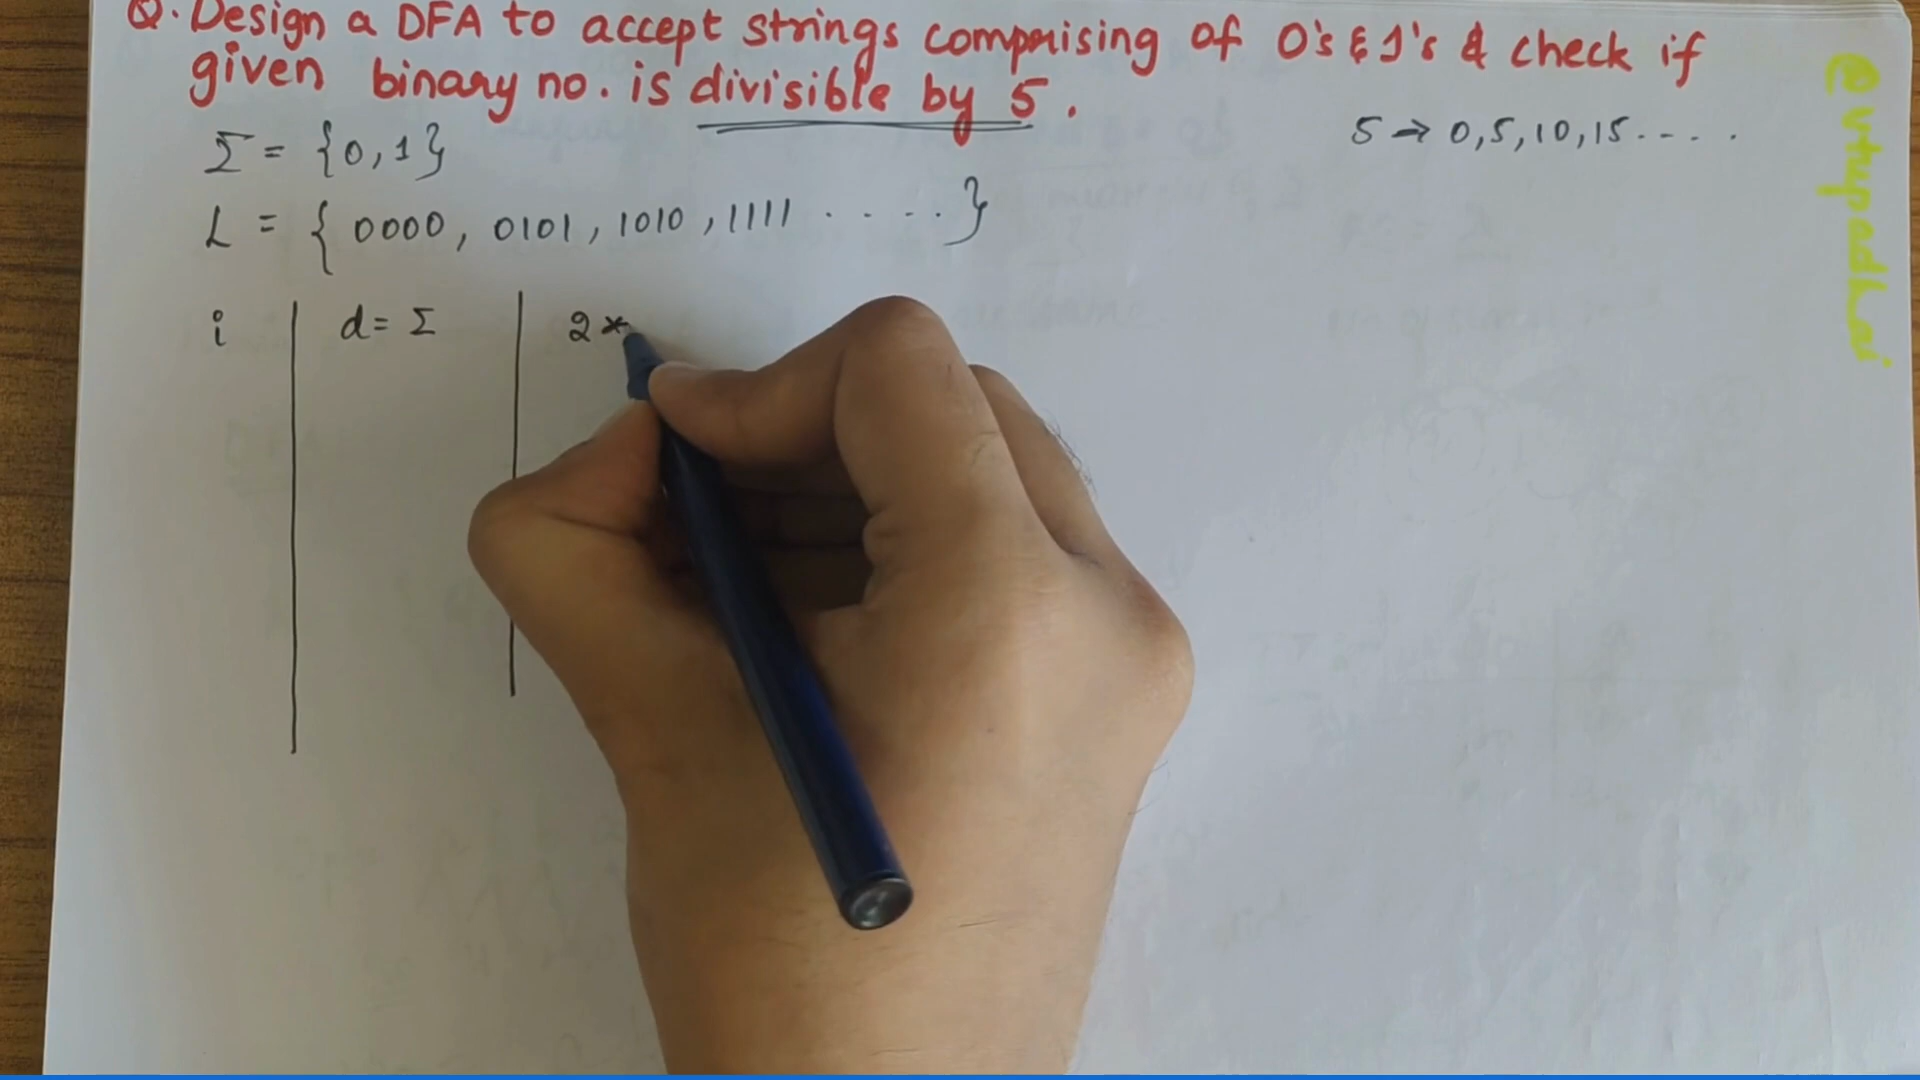 Q. Design a DFA to accept strings comprising of 0's & 1's & check if
given binary no. is divisible by 5.
Σ = {0,1}
5 → 0,5,10,15.... .
L = { 0000, 0101, 1010, 1111 ..... }
i | d = Σ | 2*
@vtupadhai